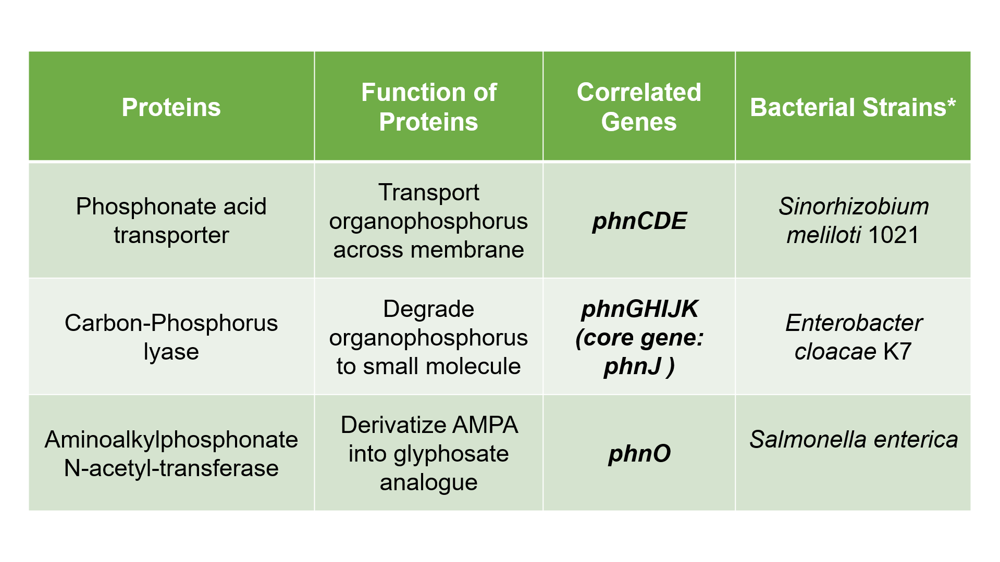 Proteins
Function of
Proteins
Correlated
Genes
Bacterial Strains*
Phosphonate acid
transporter
Transport
organophosphorus
across membrane
phnCDE
Sinorhizobium
meliloti 1021
Carbon-Phosphorus
lyase
Degrade
organophosphorus
to small molecule
phnGHIJK
(core gene:
phnJ )
Enterobacter
cloacae K7
Aminoalkylphosphonate
N-acetyl-transferase
Derivatize AMPA
into glyphosate
analogue
phnO
Salmonella enterica